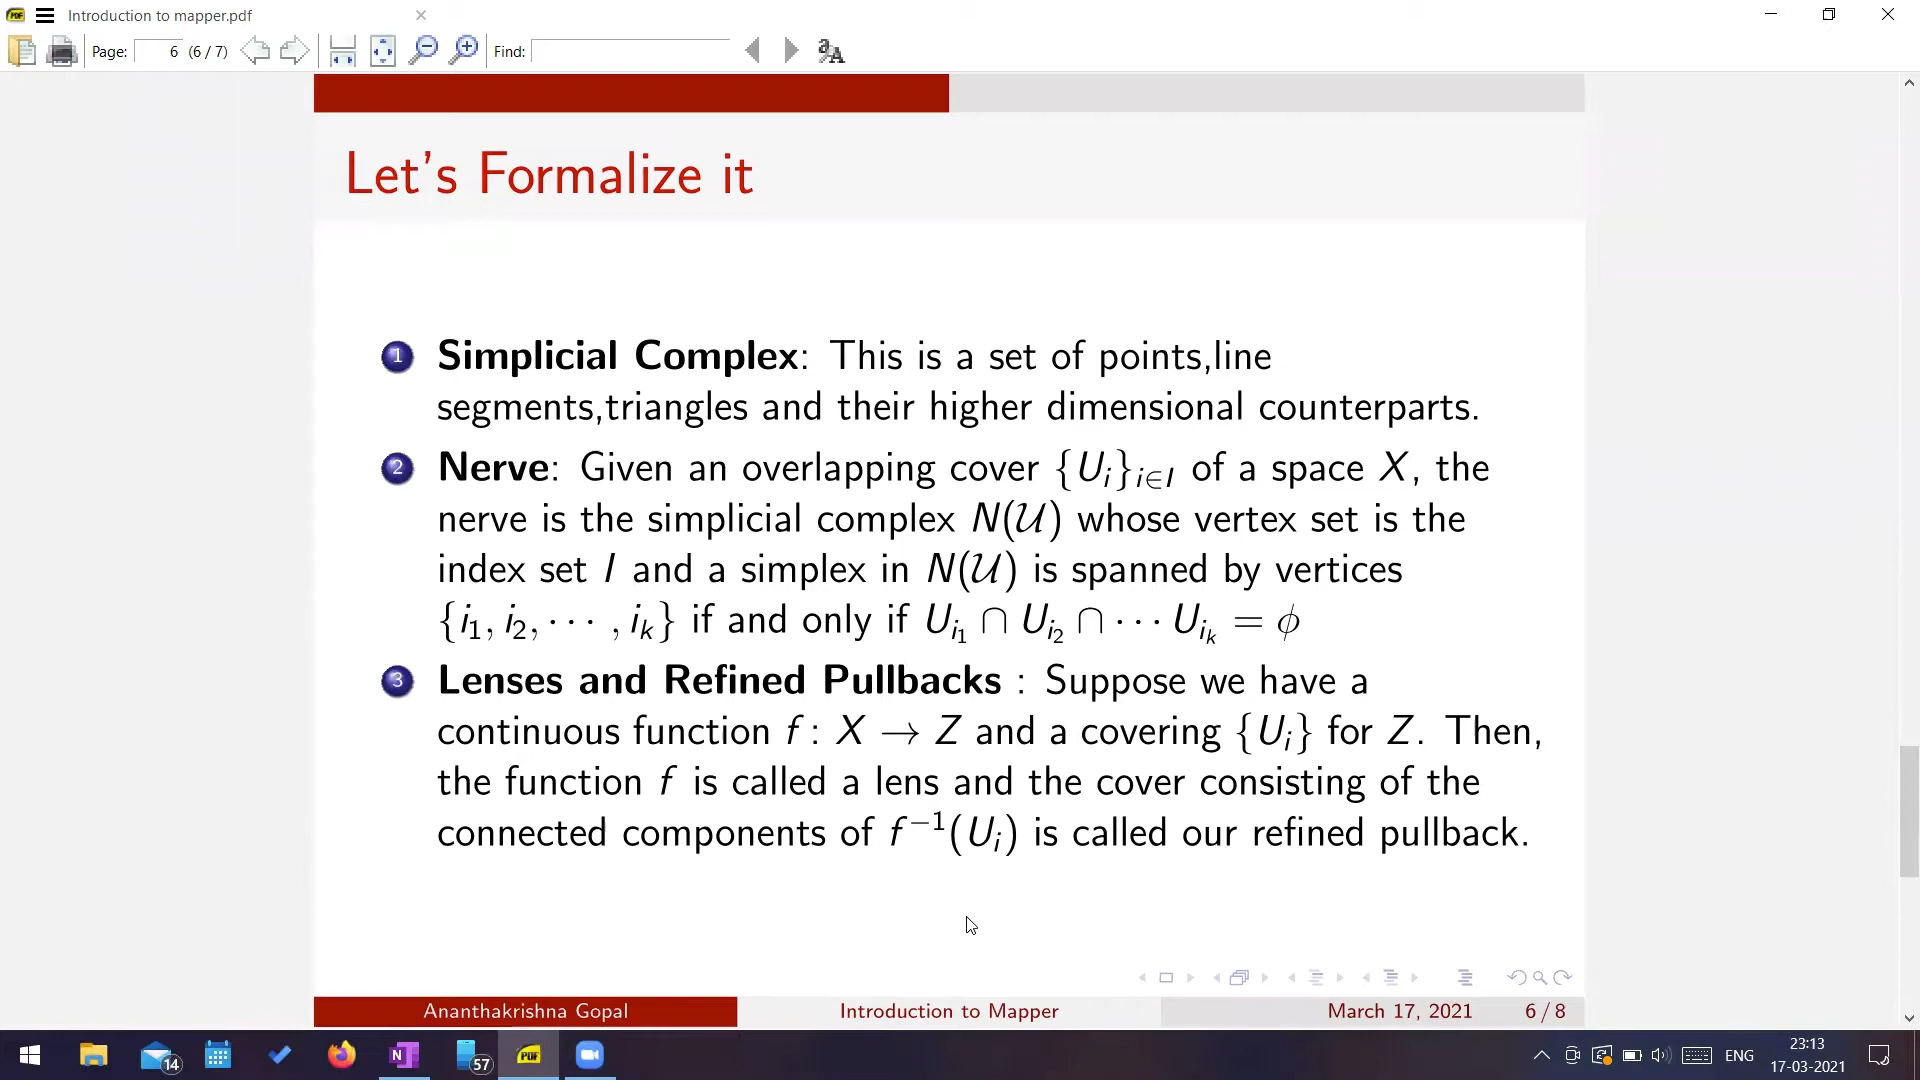 Introduction to mapper.pdf
Page: 6 (6 / 7) Find:
Let's Formalize it
1 Simplicial Complex: This is a set of points,line
segments,triangles and their higher dimensional counterparts.
2 Nerve: Given an overlapping cover {U_i}_{i∈I} of a space X, the
nerve is the simplicial complex N(𝒰) whose vertex set is the
index set I and a simplex in N(𝒰) is spanned by vertices
{i_1, i_2, ⋯ , i_k} if and only if U_{i_1} ∩ U_{i_2} ∩ ⋯ U_{i_k} = ϕ
3 Lenses and Refined Pullbacks : Suppose we have a
continuous function f : X → Z and a covering {U_i} for Z. Then,
the function f is called a lens and the cover consisting of the
connected components of f^{−1}(U_i) is called our refined pullback.
Ananthakrishna Gopal Introduction to Mapper March 17, 2021 6 / 8
14 57 PDF ENG 23:13
17-03-2021